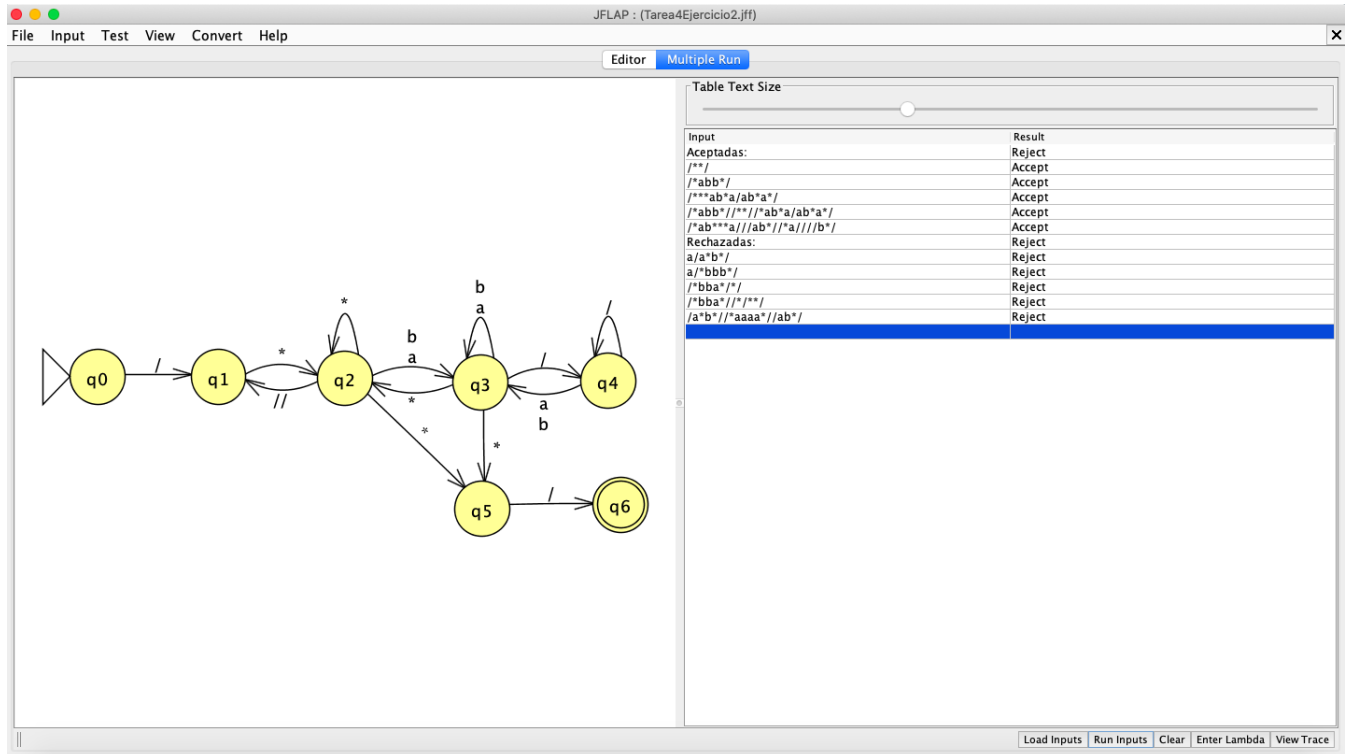 JFLAP : (Tarea4Ejercicio2.jff)
File Input Test View Convert Help
Editor Multiple Run
Table Text Size
Input Result
Aceptadas: Reject
/**/ Accept
/*abb*/ Accept
/***ab*a/ab*a*/ Accept
/*abb*//**//*ab*a/ab*a*/ Accept
/*ab***a///ab*//*a////b*/ Accept
Rechazadas: Reject
a/a*b*/ Reject
a/*bbb*/ Reject
/*bba*/*/ Reject
/*bba*//*/**/ Reject
/a*b*//*aaaa*//ab*/ Reject
b
* a /
b
/ * a /
q0 q1 q2 q3 q4
// * a
b
* *
/
q5 q6
Load Inputs Run Inputs Clear Enter Lambda View Trace